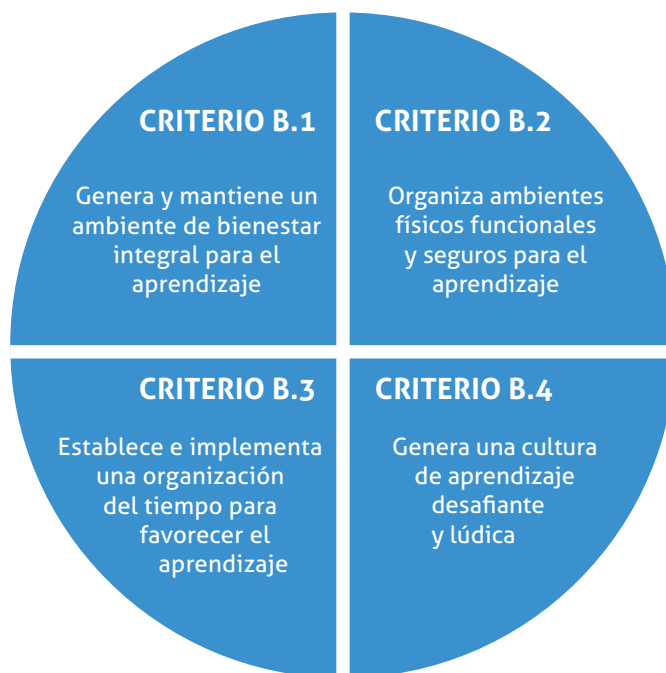 CRITERIO B.1
Genera y mantiene un
ambiente de bienestar
integral para el
aprendizaje
CRITERIO B.2
Organiza ambientes
físicos funcionales
y seguros para el
aprendizaje
CRITERIO B.3
Establece e implementa
una organización
del tiempo para
favorecer el
aprendizaje
CRITERIO B.4
Genera una cultura
de aprendizaje
desafiante
y lúdica